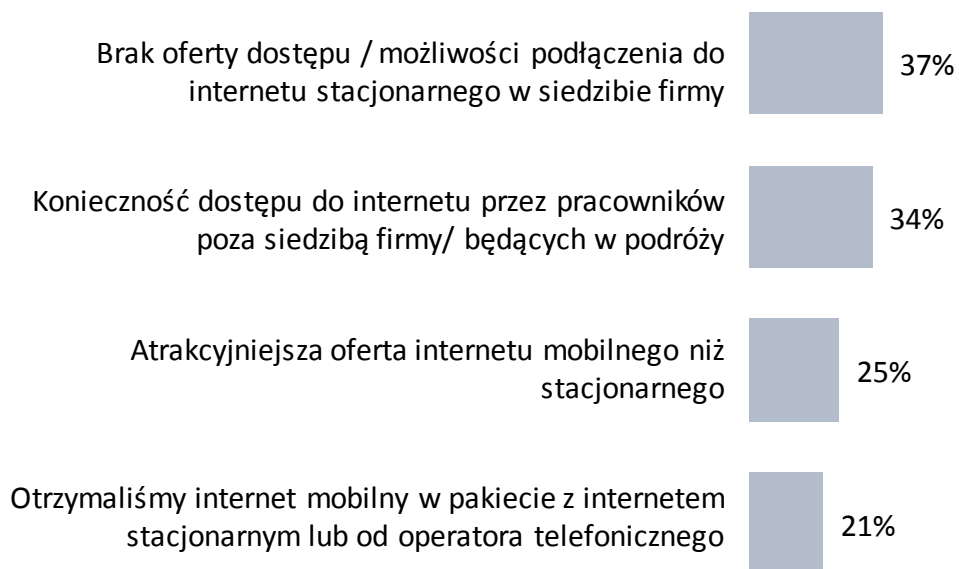 Brak oferty dostępu / możliwości podłączenia do
internetu stacjonarnego w siedzibie firmy
37%
Konieczność dostępu do internetu przez pracowników
poza siedzibą firmy/ będących w podróży
34%
Atrakcyjniejsza oferta internetu mobilnego niż
stacjonarnego
25%
Otrzymaliśmy internet mobilny w pakiecie z internetem
stacjonarnym lub od operatora telefonicznego
21%